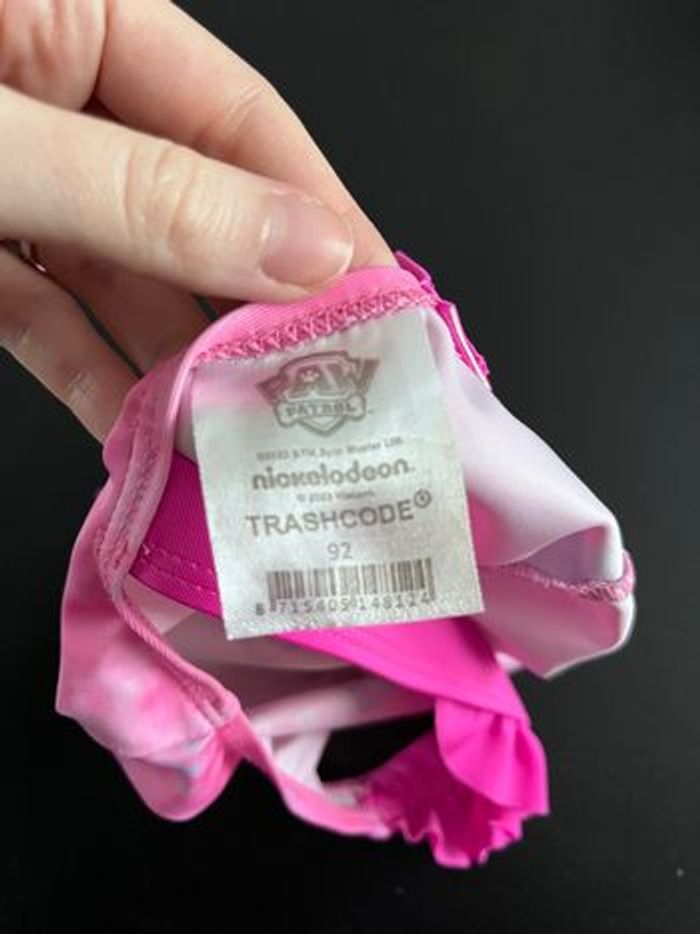 PAW
PATROL
nickelodeon
TRASHCODE®
92
8 715405 148124